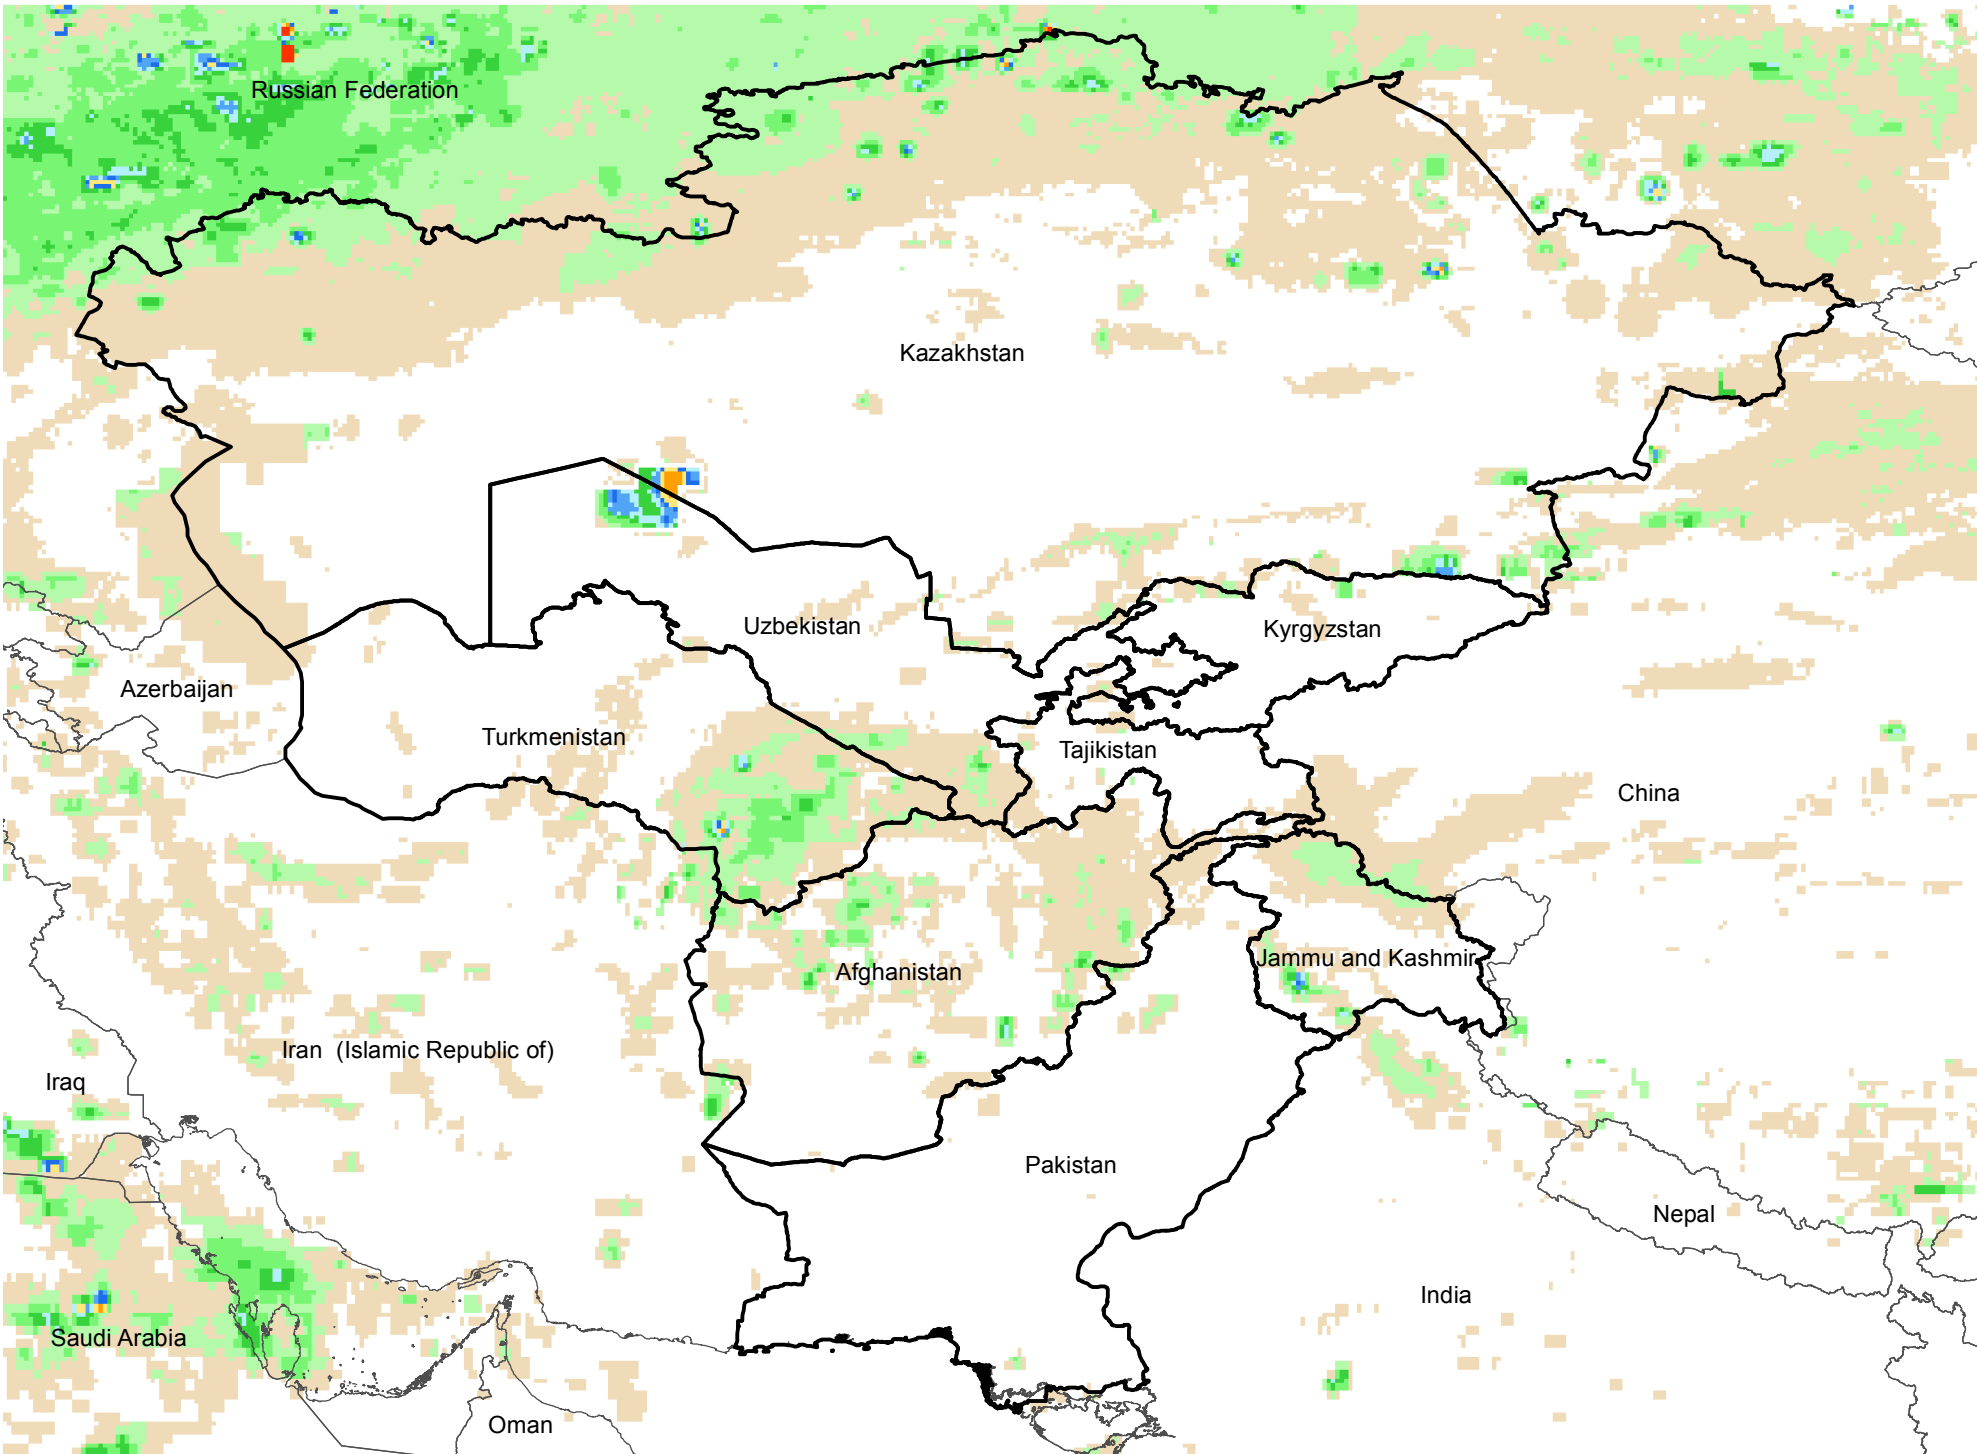 Russian Federation
Kazakhstan
Uzbekistan
Kyrgyzstan
Azerbaijan
Turkmenistan
Tajikistan
China
Jammu and Kashmir
Afghanistan
Iran  (Islamic Republic of)
Iraq
Pakistan
Nepal
India
Saudi Arabia
Oman